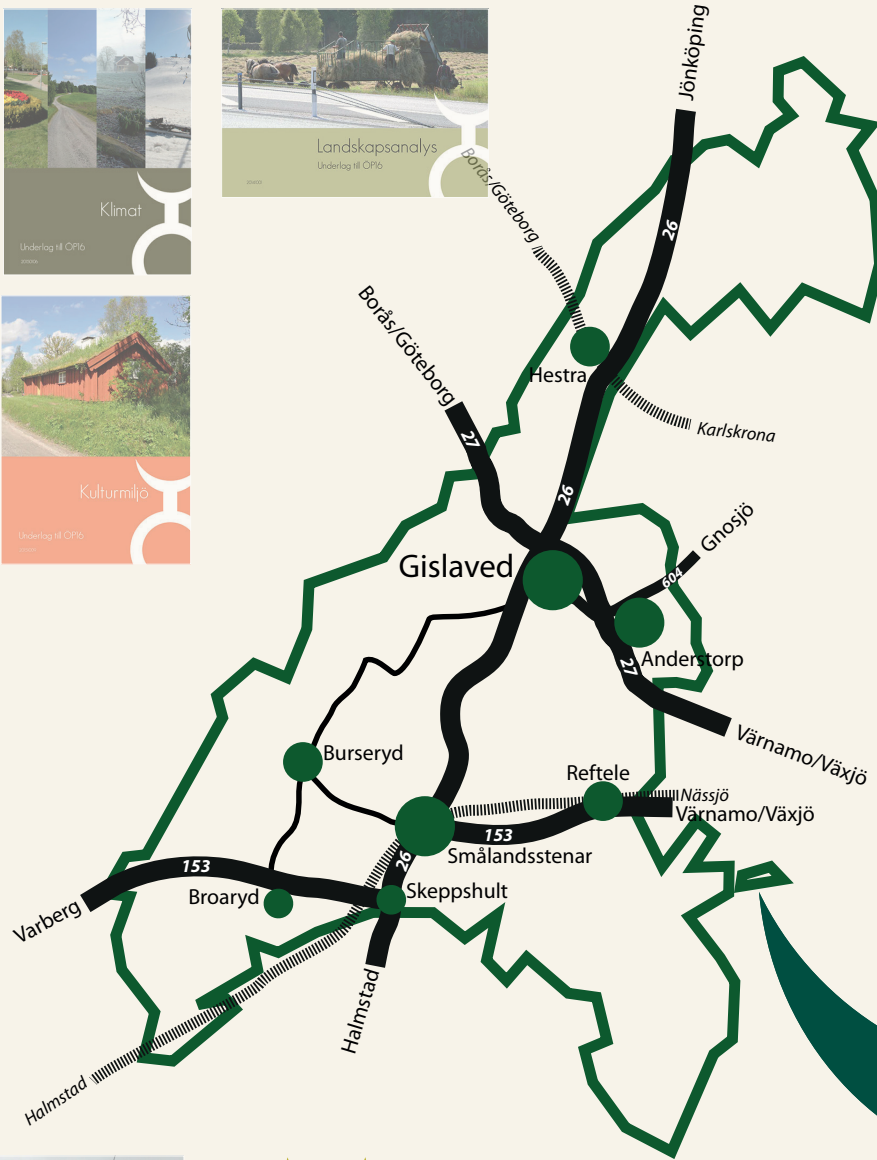 Klimat
Underlag till ÖP16
Landskapsanalys
Underlag till ÖP16
Kulturmiljö
Underlag till ÖP16
Jönköping
26
Borås/Göteborg
Borås/Göteborg
27
Hestra
Karlskrona
26
Gnosjö
604
Gislaved
Anderstorp
27
Värnamo/Växjö
Burseryd
Reftele
Nässjö
Värnamo/Växjö
153
Smålandsstenar
26
153
Broaryd
Skeppshult
Varberg
Halmstad
Halmstad